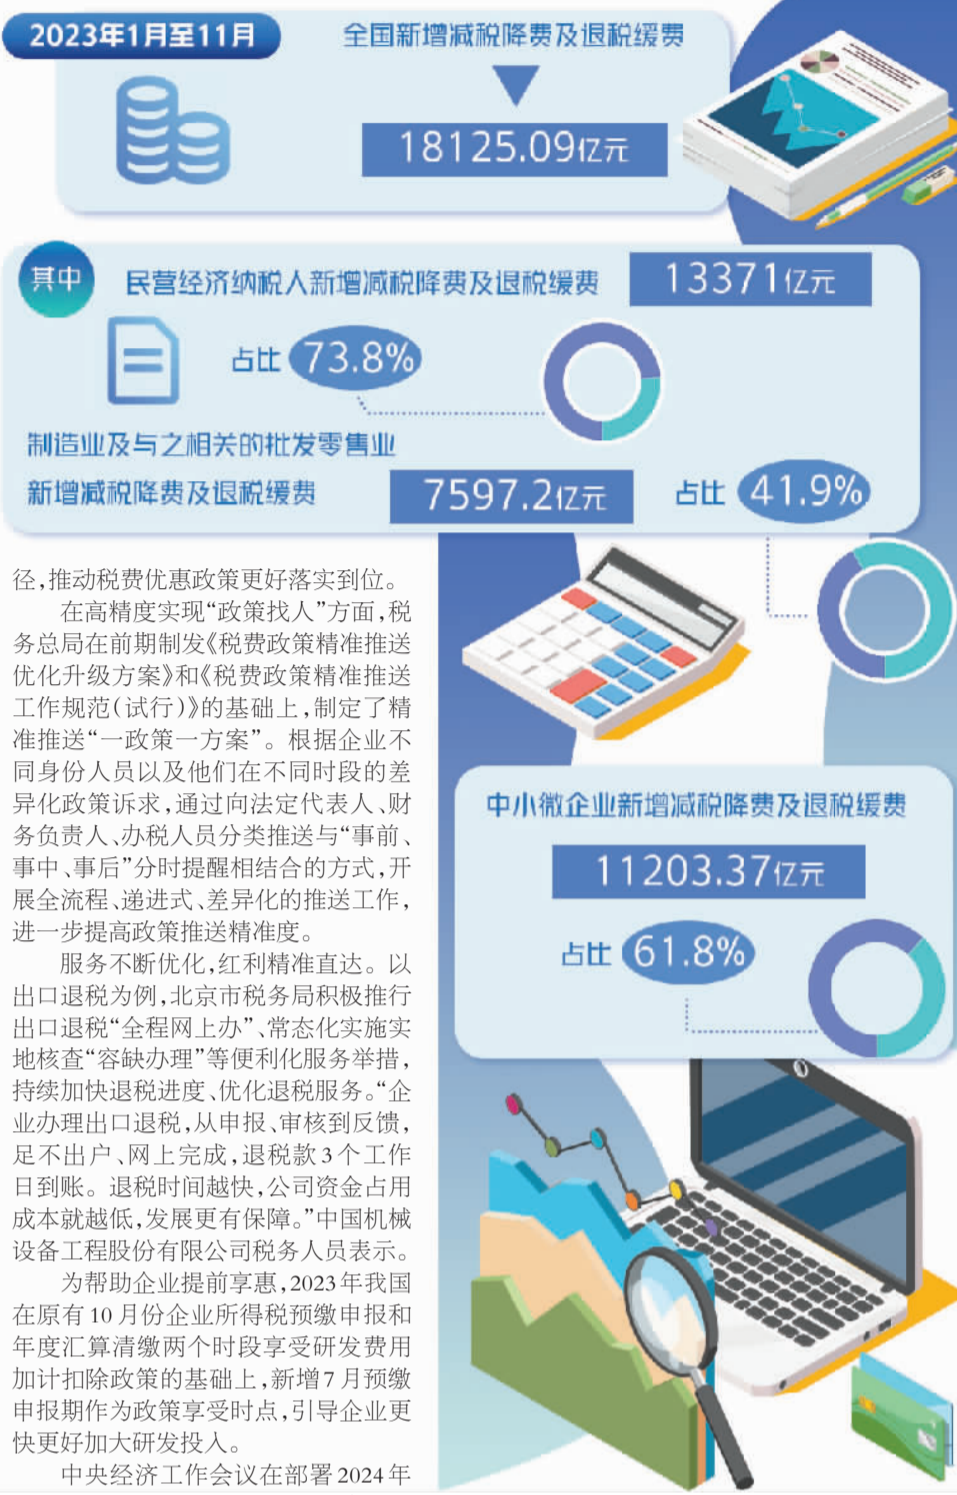 2023年1月至11月
全国新增减税降费及退税缓费
18125.09亿元
其中
民营经济纳税人新增减税降费及退税缓费
13371亿元
占比 73.8%
制造业及与之相关的批发零售业
新增减税降费及退税缓费
7597.2亿元
占比 41.9%
中小微企业新增减税降费及退税缓费
11203.37亿元
占比 61.8%
径,推动税费优惠政策更好落实到位。
在高精度实现“政策找人”方面,税
务总局在前期制发《税费政策精准推送
优化升级方案》和《税费政策精准推送
工作规范(试行)》的基础上,制定了精
准推送“一政策一方案”。根据企业不
同身份人员以及他们在不同时段的差
异化政策诉求,通过向法定代表人、财
务负责人、办税人员分类推送与“事前、
事中、事后”分时提醒相结合的方式,开
展全流程、递进式、差异化的推送工作,
进一步提高政策推送精准度。
服务不断优化,红利精准直达。以
出口退税为例,北京市税务局积极推行
出口退税“全程网上办”、常态化实施实
地核查“容缺办理”等便利化服务举措,
持续加快退税进度、优化退税服务。“企
业办理出口退税,从申报、审核到反馈,
足不出户、网上完成,退税款3个工作
日到账。退税时间越快,公司资金占用
成本就越低,发展更有保障。”中国机械
设备工程股份有限公司税务人员表示。
为帮助企业提前享惠,2023年我国
在原有10月份企业所得税预缴申报和
年度汇算清缴两个时段享受研发费用
加计扣除政策的基础上,新增7月预缴
申报期作为政策享受时点,引导企业更
快更好加大研发投入。
中央经济工作会议在部署2024年